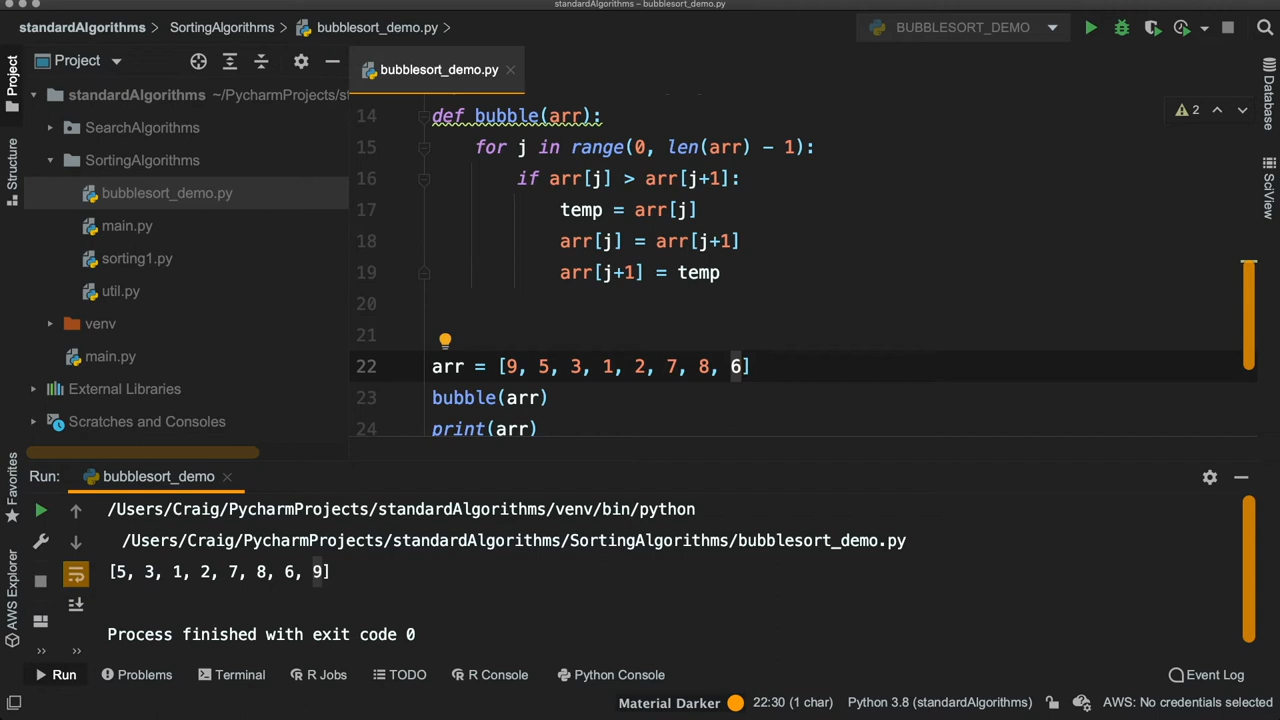 standardAlgorithms – bubblesort_demo.py
standardAlgorithms SortingAlgorithms bubblesort_demo.py BUBBLESORT_DEMO
Project
bubblesort_demo.py
standardAlgorithms ~/PycharmProjects/st
SearchAlgorithms
SortingAlgorithms
bubblesort_demo.py
main.py
sorting1.py
util.py
venv
main.py
External Libraries
Scratches and Consoles
Project
Structure
Favorites
AWS Explorer
2
14 def bubble(arr):
15 for j in range(0, len(arr) - 1):
16 if arr[j] > arr[j+1]:
17 temp = arr[j]
18 arr[j] = arr[j+1]
19 arr[j+1] = temp
20
21
22 arr = [9, 5, 3, 1, 2, 7, 8, 6]
23 bubble(arr)
24 print(arr)
Database
SciView
Run: bubblesort_demo
/Users/Craig/PycharmProjects/standardAlgorithms/venv/bin/python
/Users/Craig/PycharmProjects/standardAlgorithms/SortingAlgorithms/bubblesort_demo.py
[5, 3, 1, 2, 7, 8, 6, 9]
Process finished with exit code 0
Run Problems Terminal R Jobs TODO R Console Python Console Event Log
Material Darker 22:30 (1 char) Python 3.8 (standardAlgorithms) AWS: No credentials selected